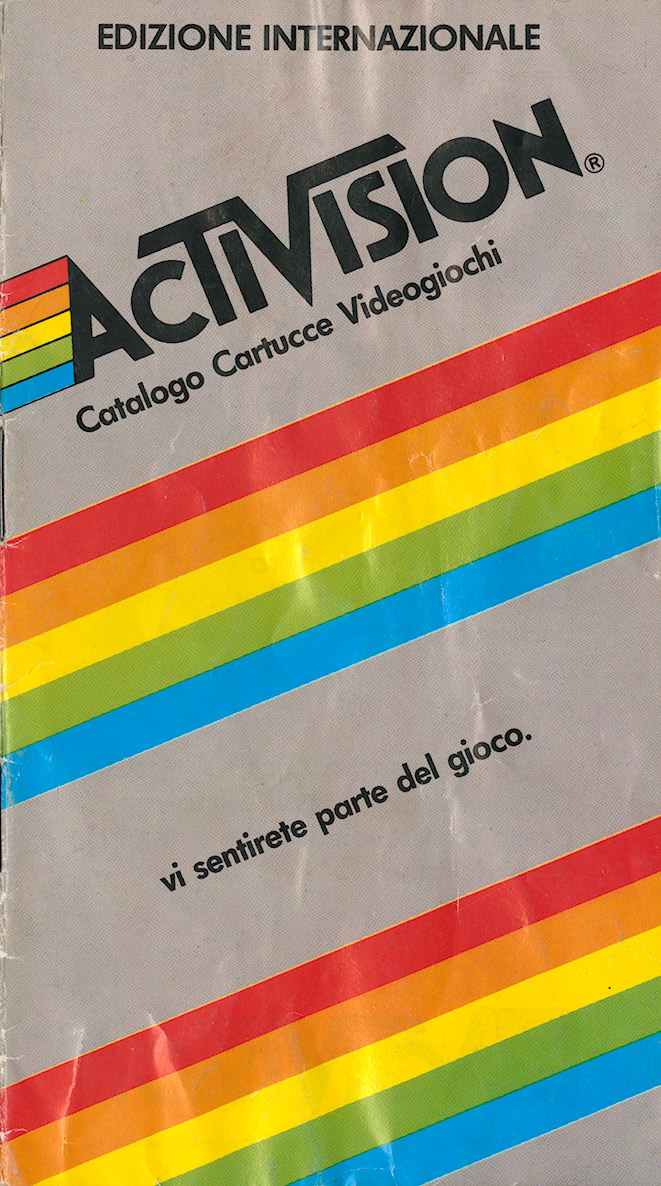 EDIZIONE INTERNAZIONALE
ACTIVISION®
Catalogo Cartucce Videogiochi
vi sentirete parte del gioco.